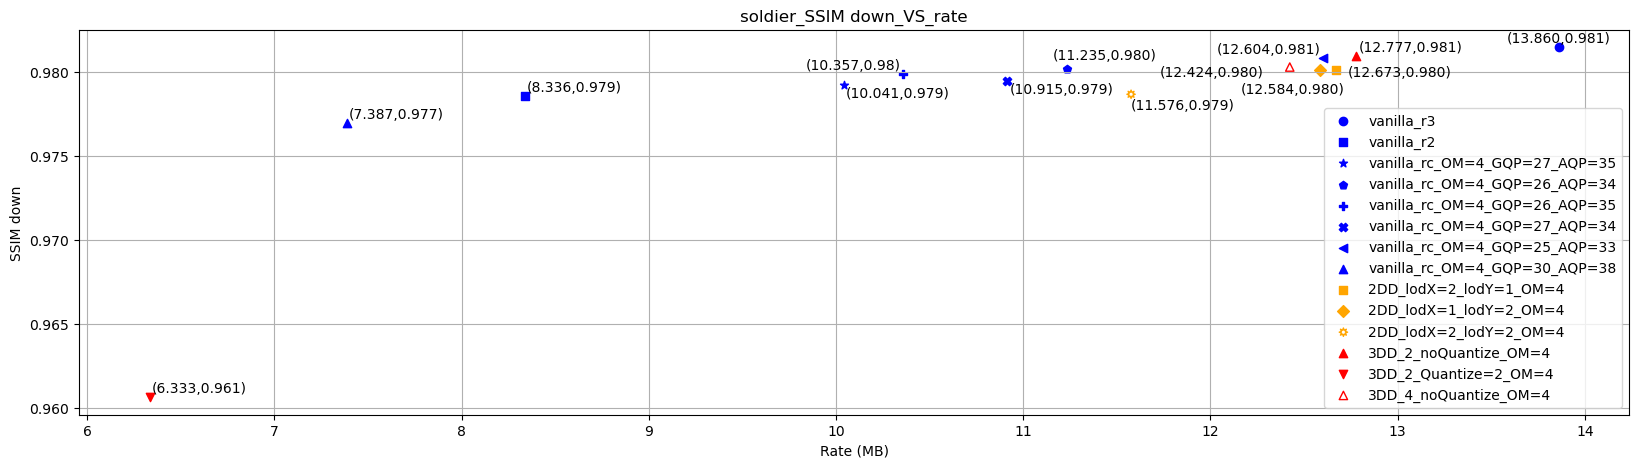 soldier_SSIM down_VS_rate
SSIM down
0.980
0.975
0.970
0.965
0.960
(13.860,0.981)
(12.604,0.981)
(12.777,0.981)
(11.235,0.980)
(10.357,0.98)
(12.424,0.980)
(12.673,0.980)
(8.336,0.979)
(10.041,0.979)
(10.915,0.979)
(12.584,0.980)
(11.576,0.979)
(7.387,0.977)
(6.333,0.961)
vanilla_r3
vanilla_r2
vanilla_rc_OM=4_GQP=27_AQP=35
vanilla_rc_OM=4_GQP=26_AQP=34
vanilla_rc_OM=4_GQP=26_AQP=35
vanilla_rc_OM=4_GQP=27_AQP=34
vanilla_rc_OM=4_GQP=25_AQP=33
vanilla_rc_OM=4_GQP=30_AQP=38
2DD_lodX=2_lodY=1_OM=4
2DD_lodX=1_lodY=2_OM=4
2DD_lodX=2_lodY=2_OM=4
3DD_2_noQuantize_OM=4
3DD_2_Quantize=2_OM=4
3DD_4_noQuantize_OM=4
6 7 8 9 10 11 12 13 14
Rate (MB)